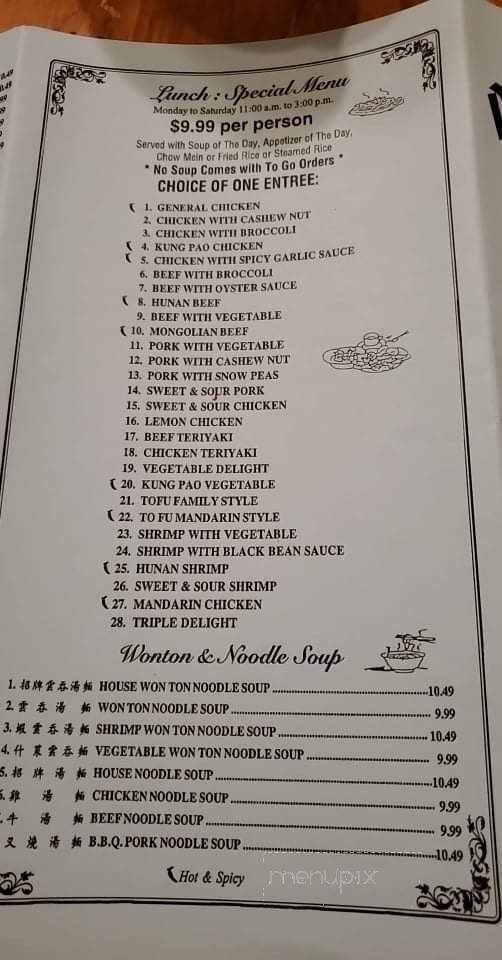 Lunch : Special Menu
Monday to Saturday 11:00 a.m. to 3:00 p.m.
$9.99 per person
Served with Soup of The Day, Appetizer of The Day,
Chow Mein or Fried Rice or Steamed Rice
* No Soup Comes with To Go Orders *
CHOICE OF ONE ENTREE:
1. GENERAL CHICKEN
2. CHICKEN WITH CASHEW NUT
3. CHICKEN WITH BROCCOLI
4. KUNG PAO CHICKEN
5. CHICKEN WITH SPICY GARLIC SAUCE
6. BEEF WITH BROCCOLI
7. BEEF WITH OYSTER SAUCE
8. HUNAN BEEF
9. BEEF WITH VEGETABLE
10. MONGOLIAN BEEF
11. PORK WITH VEGETABLE
12. PORK WITH CASHEW NUT
13. PORK WITH SNOW PEAS
14. SWEET & SOUR PORK
15. SWEET & SOUR CHICKEN
16. LEMON CHICKEN
17. BEEF TERIYAKI
18. CHICKEN TERIYAKI
19. VEGETABLE DELIGHT
20. KUNG PAO VEGETABLE
21. TOFU FAMILY STYLE
22. TO FU MANDARIN STYLE
23. SHRIMP WITH VEGETABLE
24. SHRIMP WITH BLACK BEAN SAUCE
25. HUNAN SHRIMP
26. SWEET & SOUR SHRIMP
27. MANDARIN CHICKEN
28. TRIPLE DELIGHT
Wonton & Noodle Soup
1. 招牌雲吞湯麵 HOUSE WON TON NOODLE SOUP 10.49
2. 雲吞湯麵 WON TON NOODLE SOUP 9.99
3. 蝦雲吞湯麵 SHRIMP WON TON NOODLE SOUP 10.49
4. 什菜雲吞麵 VEGETABLE WON TON NOODLE SOUP 9.99
5. 招牌湯麵 HOUSE NOODLE SOUP 10.49
6. 雞湯麵 CHICKEN NOODLE SOUP 9.99
牛湯麵 BEEF NOODLE SOUP 9.99
叉燒湯麵 B.B.Q. PORK NOODLE SOUP 10.49
Hot & Spicy
menupix